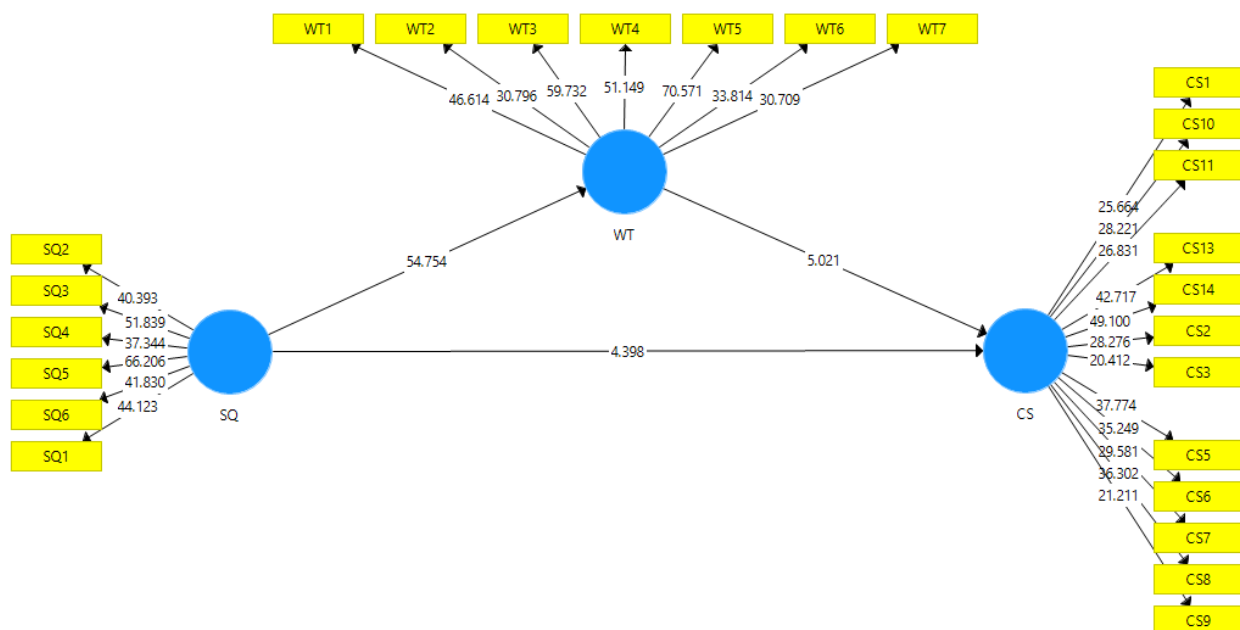 WT1 WT2 WT3 WT4 WT5 WT6 WT7
46.614 30.796 59.732 51.149 70.571 33.814 30.709
WT
SQ2
SQ3
SQ4
SQ5
SQ6
SQ1
40.393
51.839
37.344
66.206
41.830
44.123
SQ
54.754
5.021
4.398
CS
25.664
28.221
26.831
42.717
49.100
28.276
20.412
37.774
35.249
29.581
36.302
21.211
CS1
CS10
CS11
CS13
CS14
CS2
CS3
CS5
CS6
CS7
CS8
CS9